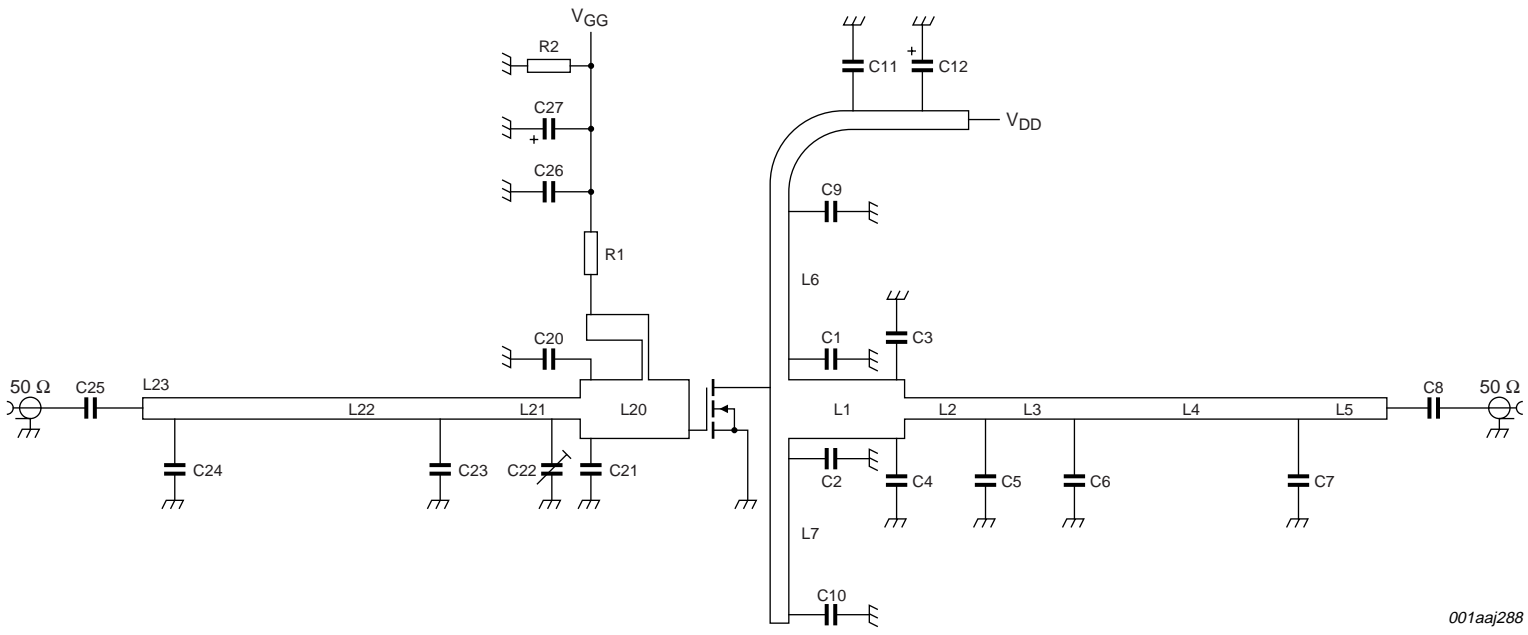 VGG
R2
C11
C12
+
C27
+
VDD
C26
C9
R1
L6
C20
C1
C3
50 Ω
C25
L23
L22
L21
L20
L1
L2
L3
L4
L5
C8
50 Ω
C24
C23
C22
C21
C2
C4
C5
C6
C7
L7
C10
001aaj288